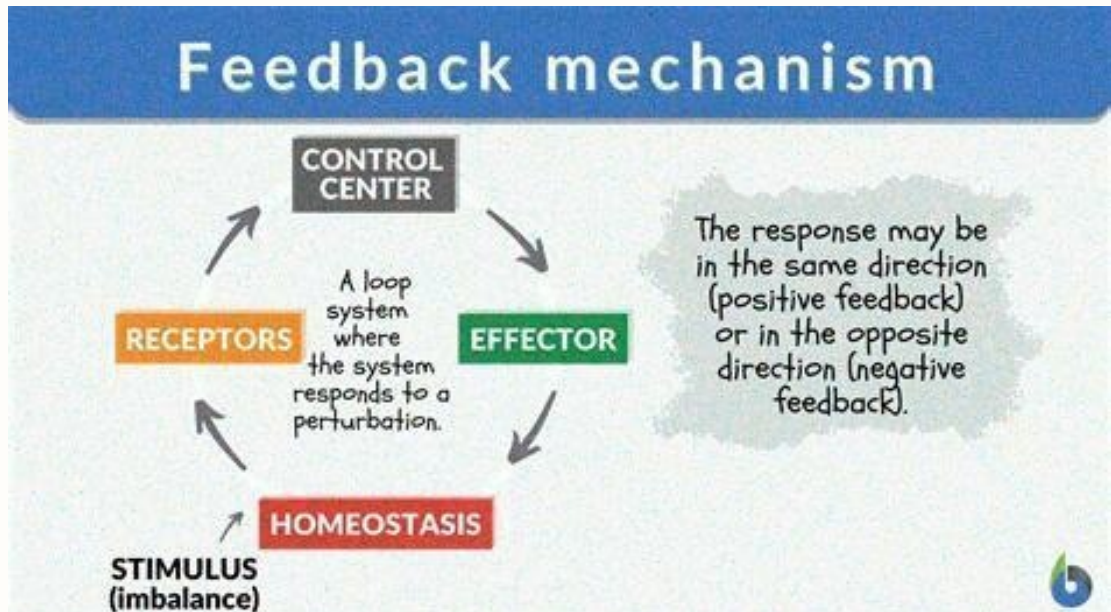 Feedback mechanism
CONTROL
CENTER
RECEPTORS
A loop
system
where
the system
responds to a
perturbation.
EFFECTOR
HOMEOSTASIS
STIMULUS
(imbalance)
The response may be
in the same direction
(positive feedback)
or in the opposite
direction (negative
feedback).